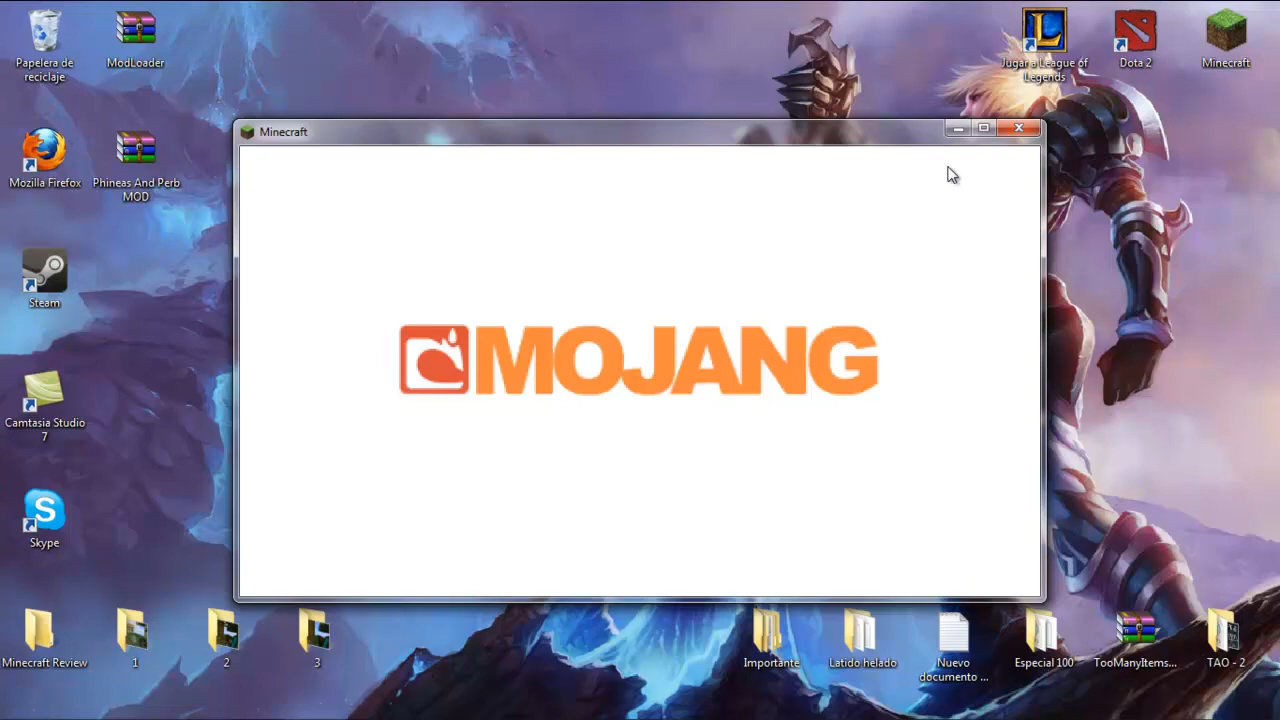 Papelera de
reciclaje
ModLoader
Jugar a League of
Legends
Dota 2
Minecraft
Minecraft
Mozilla Firefox
Phineas And Perb
MOD
Steam
MOJANG
Camtasia Studio
7
Skype
Minecraft Review
1
2
3
Importante
Latido helado
Nuevo
documento ...
Especial 100
TooManyItems...
TAO - 2